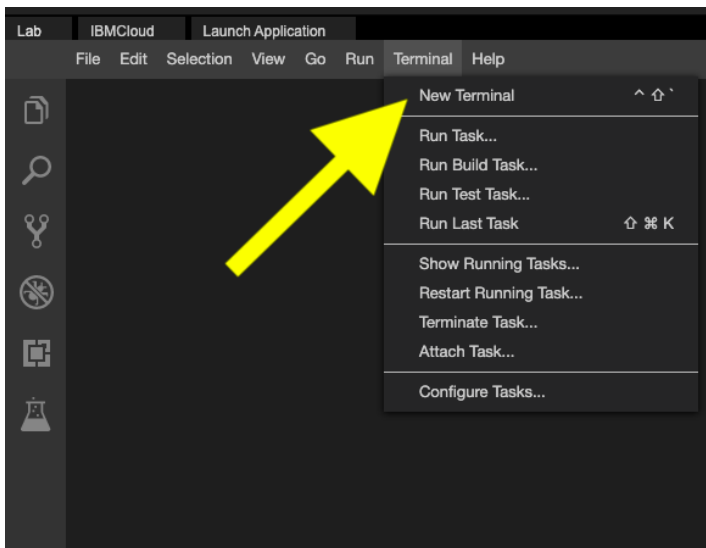 Lab IBMCloud Launch Application
File Edit Selection View Go Run Terminal Help
New Terminal ^ ⇧ `
Run Task...
Run Build Task...
Run Test Task...
Run Last Task ⇧ ⌘ K
Show Running Tasks...
Restart Running Task...
Terminate Task...
Attach Task...
Configure Tasks...